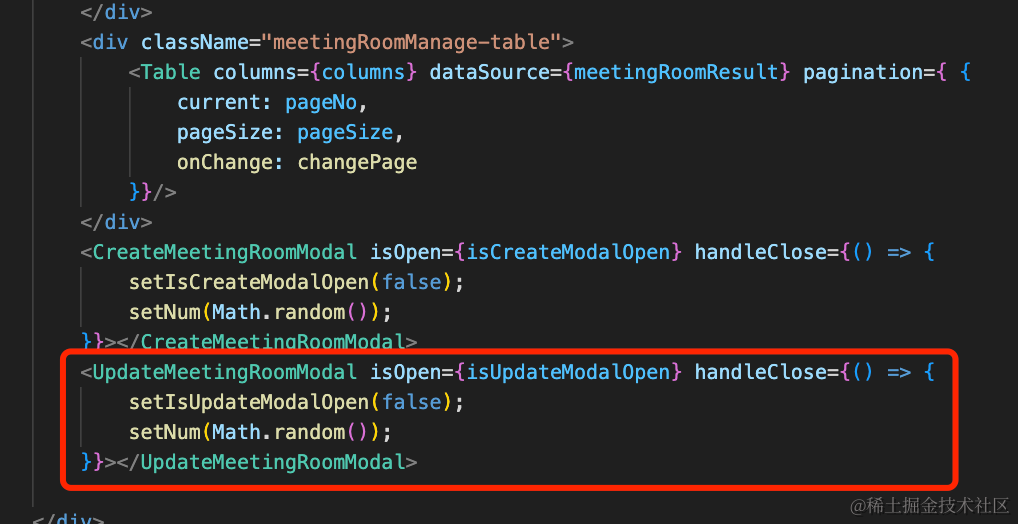 </div>
<div className="meetingRoomManage-table">
<Table columns={columns} dataSource={meetingRoomResult} pagination={ {
current: pageNo,
pageSize: pageSize,
onChange: changePage
}}/>
</div>
<CreateMeetingRoomModal isOpen={isCreateModalOpen} handleClose={() => {
setIsCreateModalOpen(false);
setNum(Math.random());
}}></CreateMeetingRoomModal>
<UpdateMeetingRoomModal isOpen={isUpdateModalOpen} handleClose={() => {
setIsUpdateModalOpen(false);
setNum(Math.random());
}}></UpdateMeetingRoomModal>
@稀土掘金技术社区
</div>